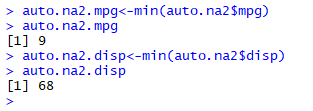 > auto.na2.mpg<-min(auto.na2$mpg)
> auto.na2.mpg
[1] 9
> auto.na2.disp<-min(auto.na2$disp)
> auto.na2.disp
[1] 68
>